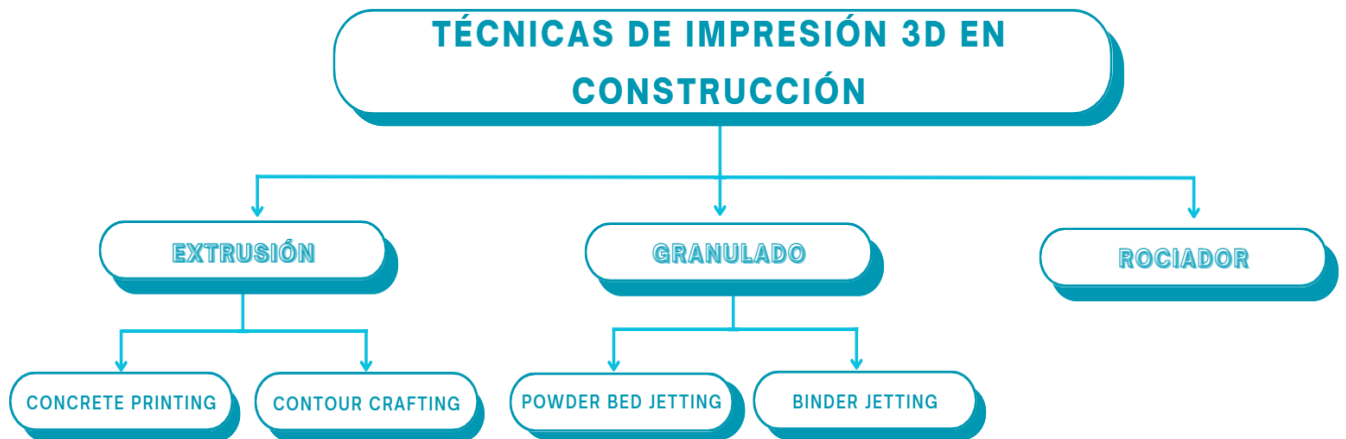 TÉCNICAS DE IMPRESIÓN 3D EN
CONSTRUCCIÓN
EXTRUSIÓN
GRANULADO
ROCIADOR
CONCRETE PRINTING
CONTOUR CRAFTING
POWDER BED JETTING
BINDER JETTING